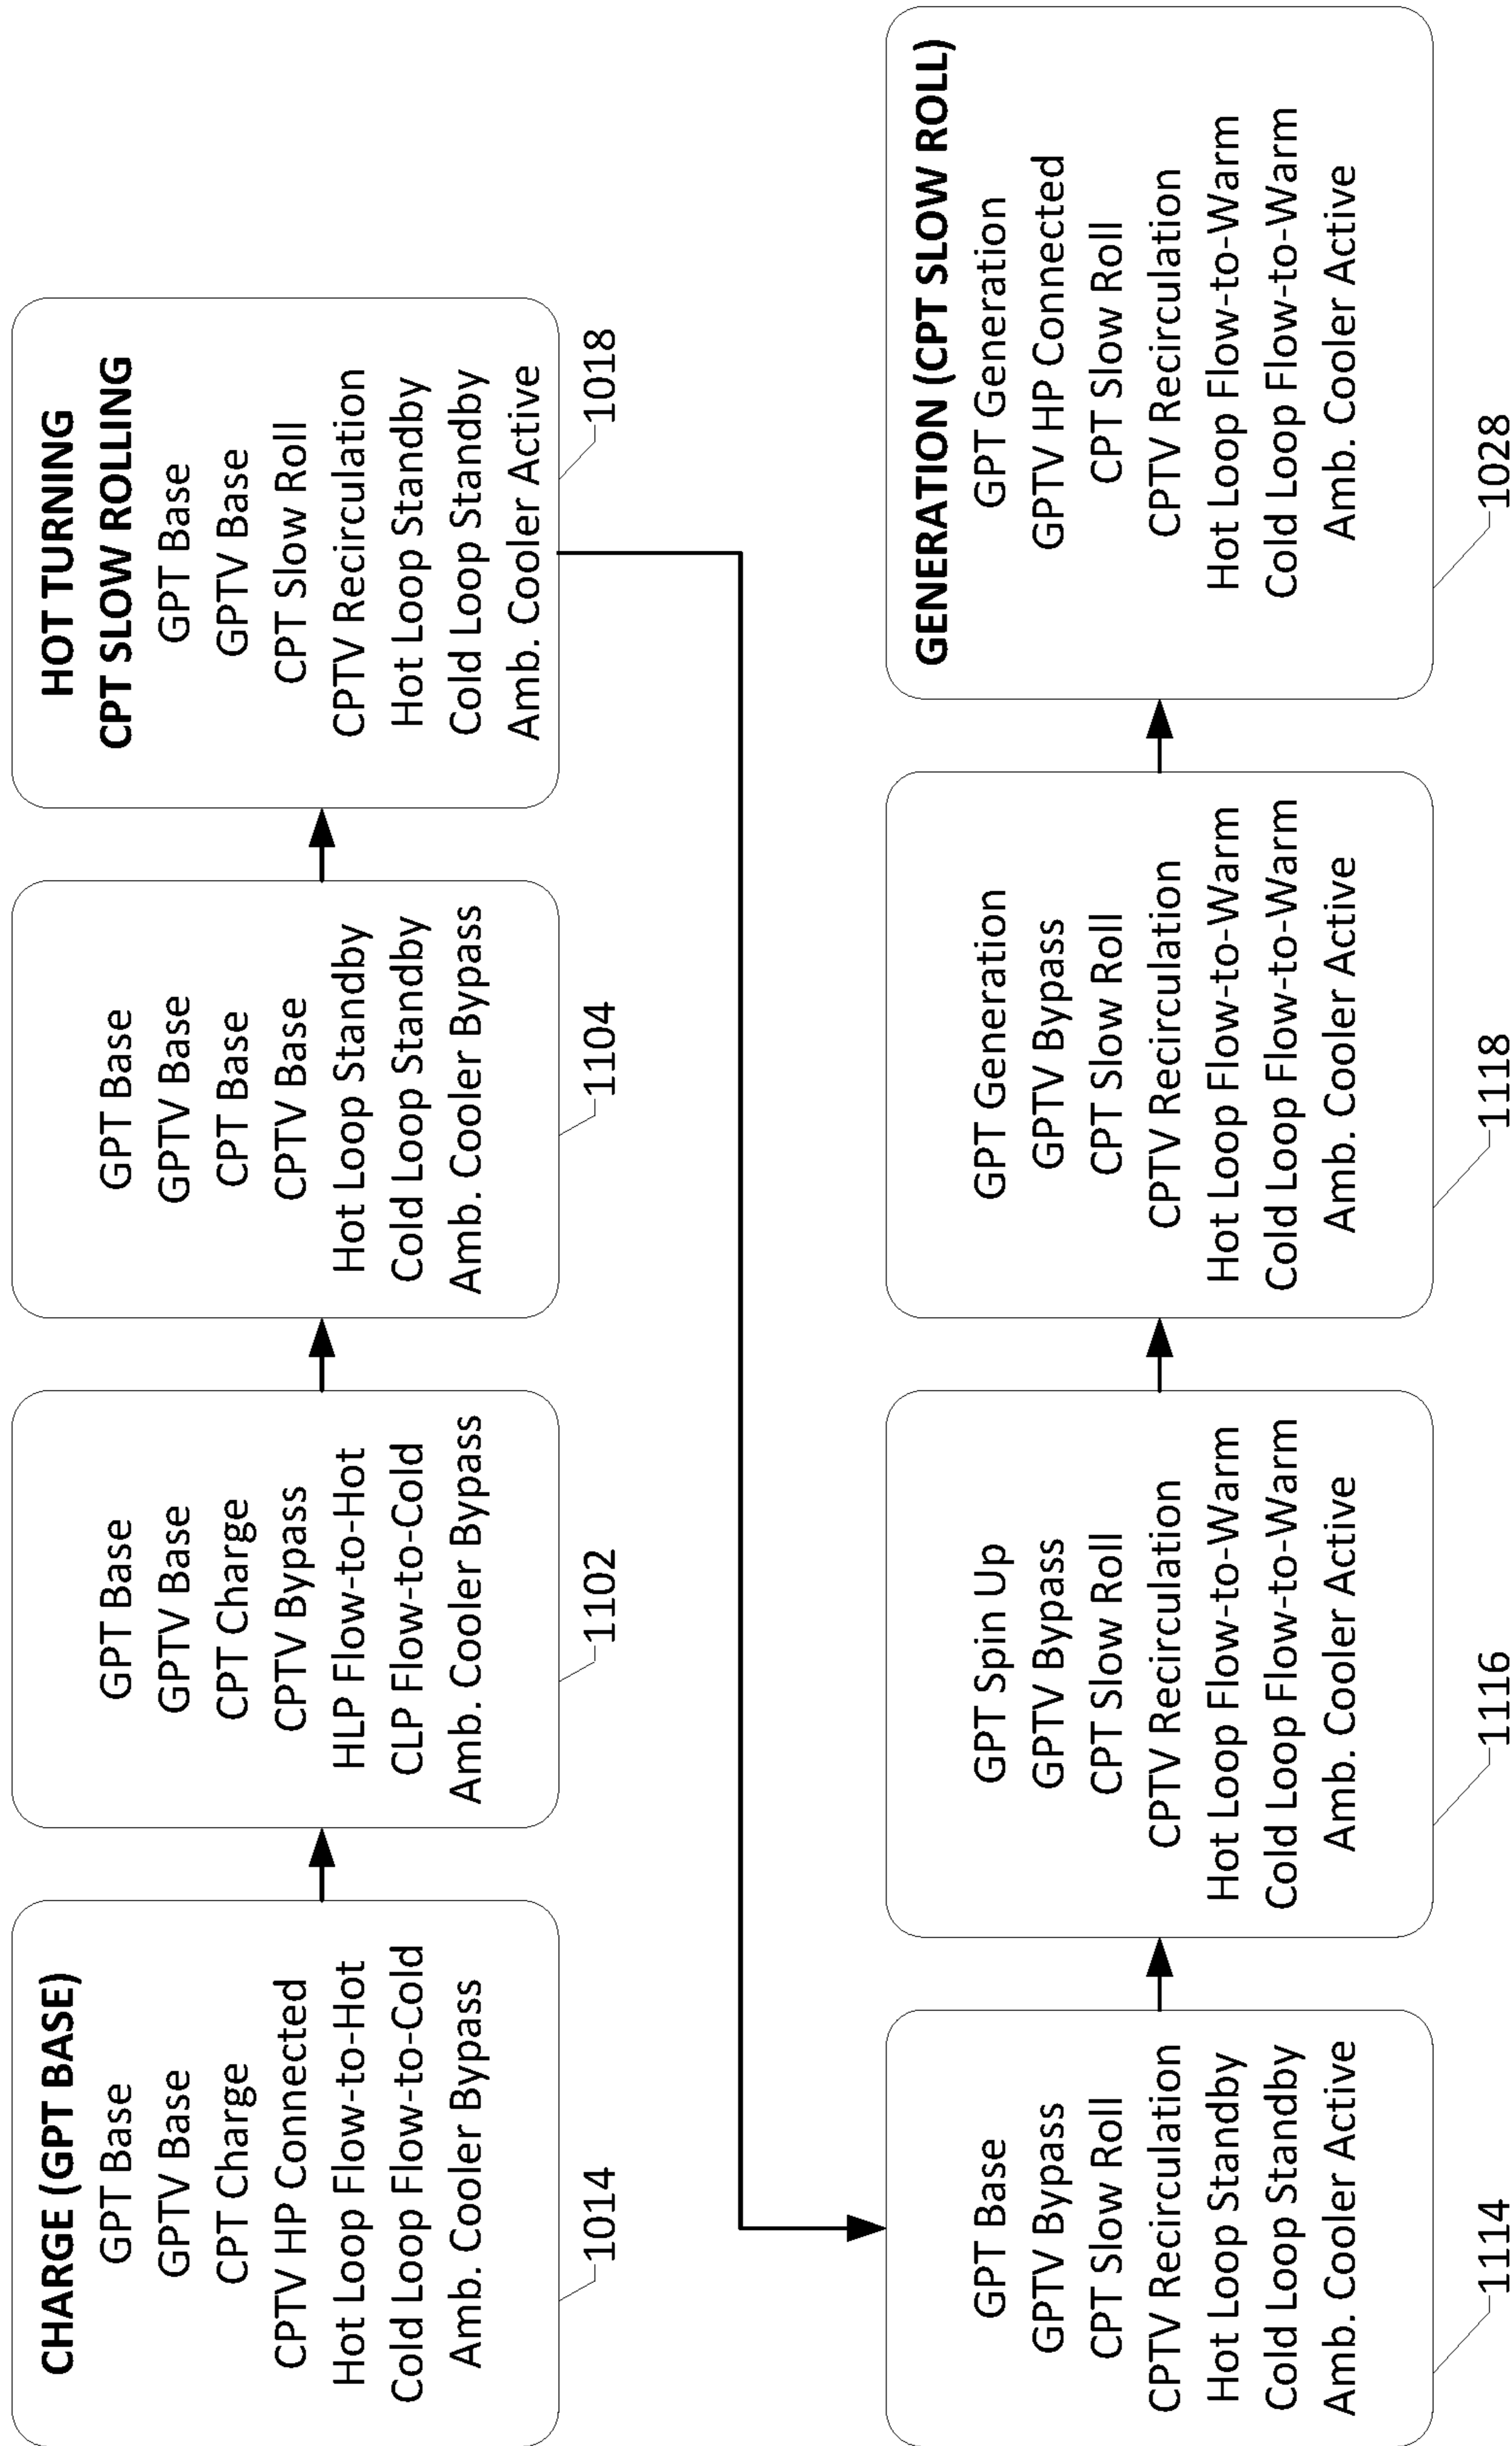 CHARGE (GPT BASE)
GPT Base
GPTV Base
CPT Charge
CPTV HP Connected
Hot Loop Flow-to-Hot
Cold Loop Flow-to-Cold
Amb. Cooler Bypass
1014
GPT Base
GPTV Base
CPT Charge
CPTV Bypass
HLP Flow-to-Hot
CLP Flow-to-Cold
Amb. Cooler Bypass
1102
GPT Base
GPTV Base
CPT Base
CPTV Base
Hot Loop Standby
Cold Loop Standby
Amb. Cooler Bypass
1104
HOT TURNING
CPT SLOW ROLLING
GPT Base
GPTV Base
CPT Slow Roll
CPTV Recirculation
Hot Loop Standby
Cold Loop Standby
Amb. Cooler Active
1018
GPT Base
GPTV Bypass
CPT Slow Roll
CPTV Recirculation
Hot Loop Standby
Cold Loop Standby
Amb. Cooler Active
1114
GPT Spin Up
GPTV Bypass
CPT Slow Roll
CPTV Recirculation
Hot Loop Flow-to-Warm
Cold Loop Flow-to-Warm
Amb. Cooler Active
1116
GPT Generation
GPTV Bypass
CPT Slow Roll
CPTV Recirculation
Hot Loop Flow-to-Warm
Cold Loop Flow-to-Warm
Amb. Cooler Active
1118
GENERATION (CPT SLOW ROLL)
GPT Generation
GPTV HP Connected
CPT Slow Roll
CPTV Recirculation
Hot Loop Flow-to-Warm
Cold Loop Flow-to-Warm
Amb. Cooler Active
1028